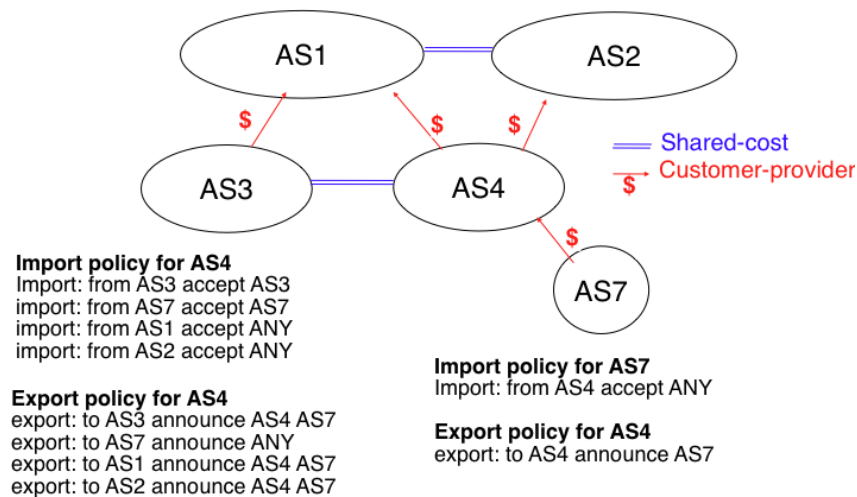 AS1
AS2
$
$
$
Shared-cost
Customer-provider
$
AS3
AS4
$
AS7
Import policy for AS4
Import: from AS3 accept AS3
import: from AS7 accept AS7
import: from AS1 accept ANY
import: from AS2 accept ANY
Export policy for AS4
export: to AS3 announce AS4 AS7
export: to AS7 announce ANY
export: to AS1 announce AS4 AS7
export: to AS2 announce AS4 AS7
Import policy for AS7
Import: from AS4 accept ANY
Export policy for AS4
export: to AS4 announce AS7